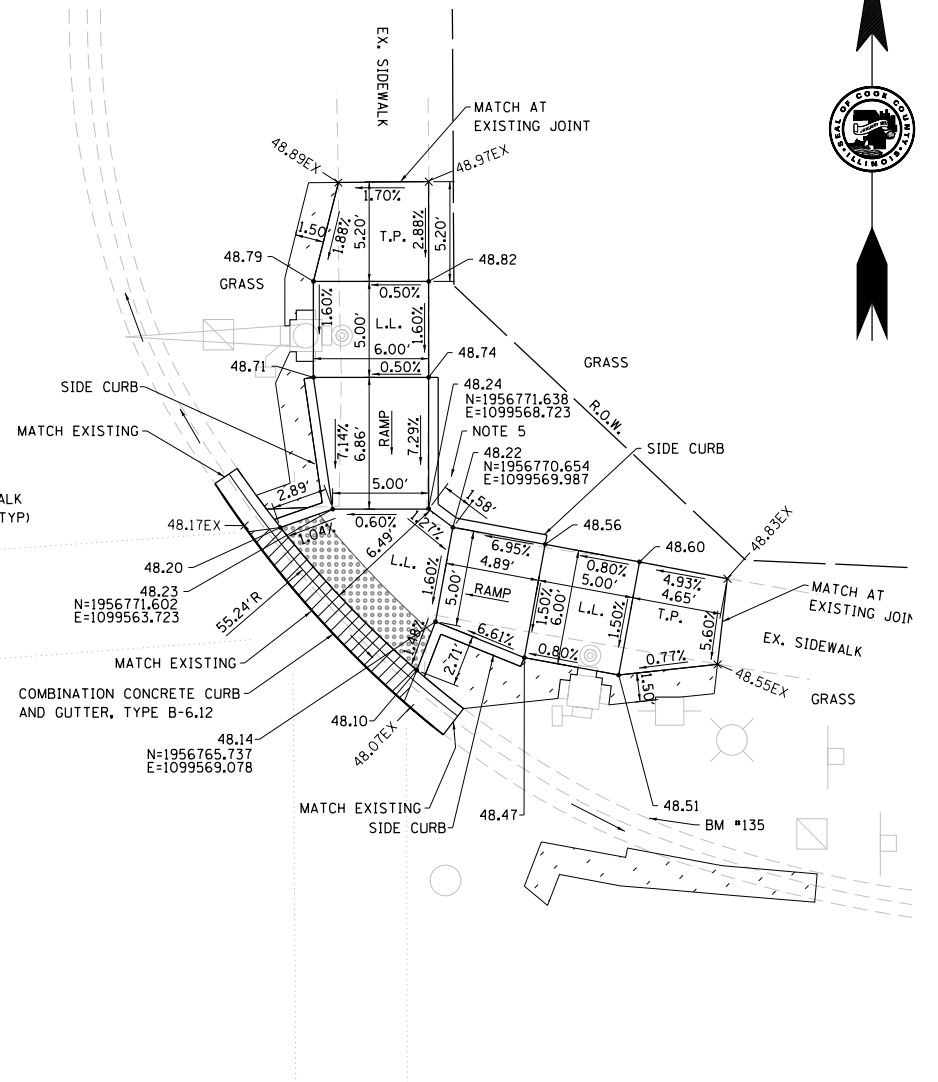 EX. SIDEWALK
MATCH AT
EXISTING JOINT
SEAL OF COOK COUNTY
ILLINOIS
48.89EX
48.97EX
1.70%
1.50'
1.88%
5.20'
T.P.
2.88%
5.20'
48.79
48.82
GRASS
0.50%
1.60%
5.00'
L.L.
1.60%
6.00'
0.50%
48.71
48.74
GRASS
SIDE CURB
48.24
N=1956771.638
E=1099568.723
R.O.W.
MATCH EXISTING
7.14%
6.86'
RAMP
7.29%
NOTE 5
48.22
N=1956770.654
E=1099569.987
SIDE CURB
2.89'
5.00'
1.58'
ALK
TYP)
48.17EX
1.04%
0.60%
1.27%
48.56
48.83EX
6.49'
6.95%
4.89'
0.80%
5.00'
48.60
48.20
48.23
N=1956771.602
E=1099563.723
L.L.
1.60%
5.00'
RAMP
1.50%
6.00'
L.L.
1.50%
4.93%
4.65'
T.P.
5.60'
MATCH AT
EXISTING JOIN
55.24'R
EX. SIDEWALK
MATCH EXISTING
1.48%
6.61%
0.80%
0.77%
48.55EX
2.71'
1.50'
GRASS
COMBINATION CONCRETE CURB
AND GUTTER, TYPE B-6.12
48.10
48.14
N=1956765.737
E=1099569.078
48.07EX
MATCH EXISTING
SIDE CURB
48.47
48.51
BM #135